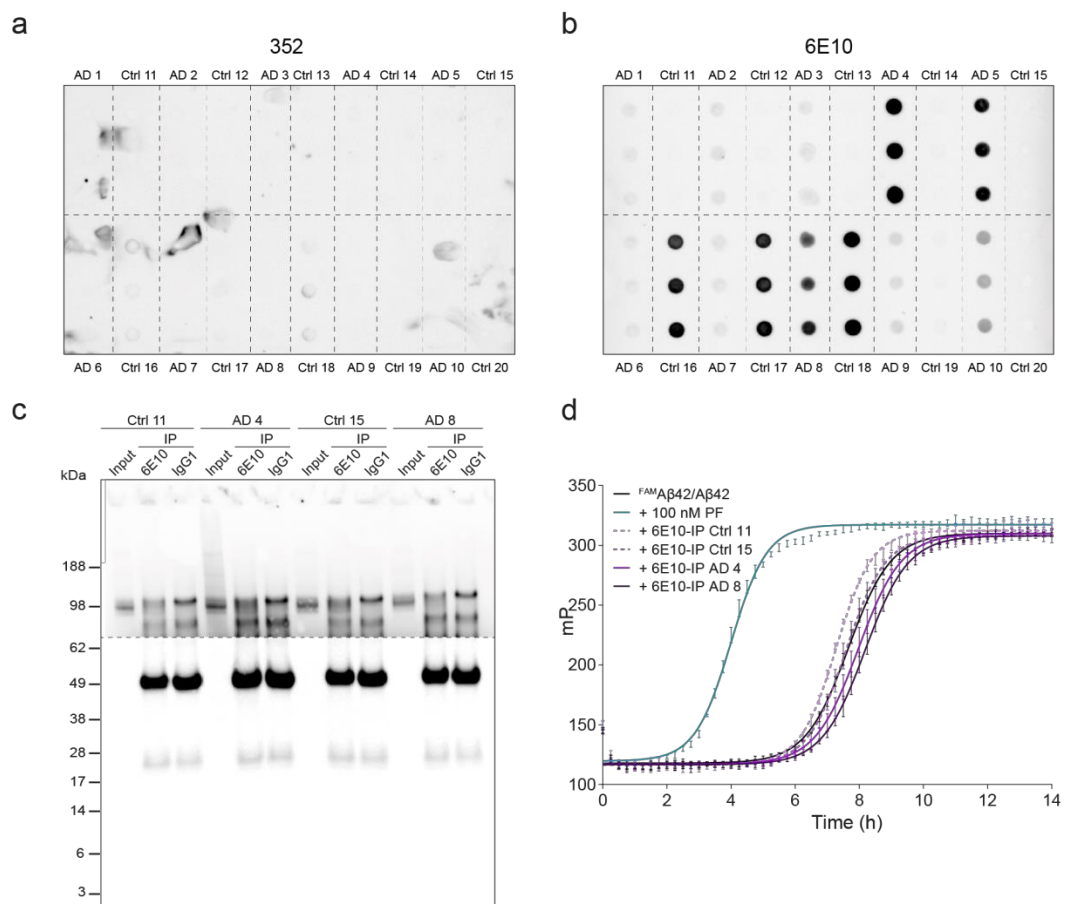 a
352
AD 1 Ctrl 11 AD 2 Ctrl 12 AD 3 Ctrl 13 AD 4 Ctrl 14 AD 5 Ctrl 15
AD 6 Ctrl 16 AD 7 Ctrl 17 AD 8 Ctrl 18 AD 9 Ctrl 19 AD 10 Ctrl 20
b
6E10
AD 1 Ctrl 11 AD 2 Ctrl 12 AD 3 Ctrl 13 AD 4 Ctrl 14 AD 5 Ctrl 15
AD 6 Ctrl 16 AD 7 Ctrl 17 AD 8 Ctrl 18 AD 9 Ctrl 19 AD 10 Ctrl 20
c
Ctrl 11 AD 4 Ctrl 15 AD 8
IP IP IP IP
Input 6E10 IgG1 Input 6E10 IgG1 Input 6E10 IgG1 Input 6E10 IgG1
kDa
188
98
62
49
38
28
17
14
6
3
d
FAMAβ42/Aβ42
+ 100 nM PF
+ 6E10-IP Ctrl 11
+ 6E10-IP Ctrl 15
+ 6E10-IP AD 4
+ 6E10-IP AD 8
350
300
250
200
150
100
mP
0 2 4 6 8 10 12 14
Time (h)